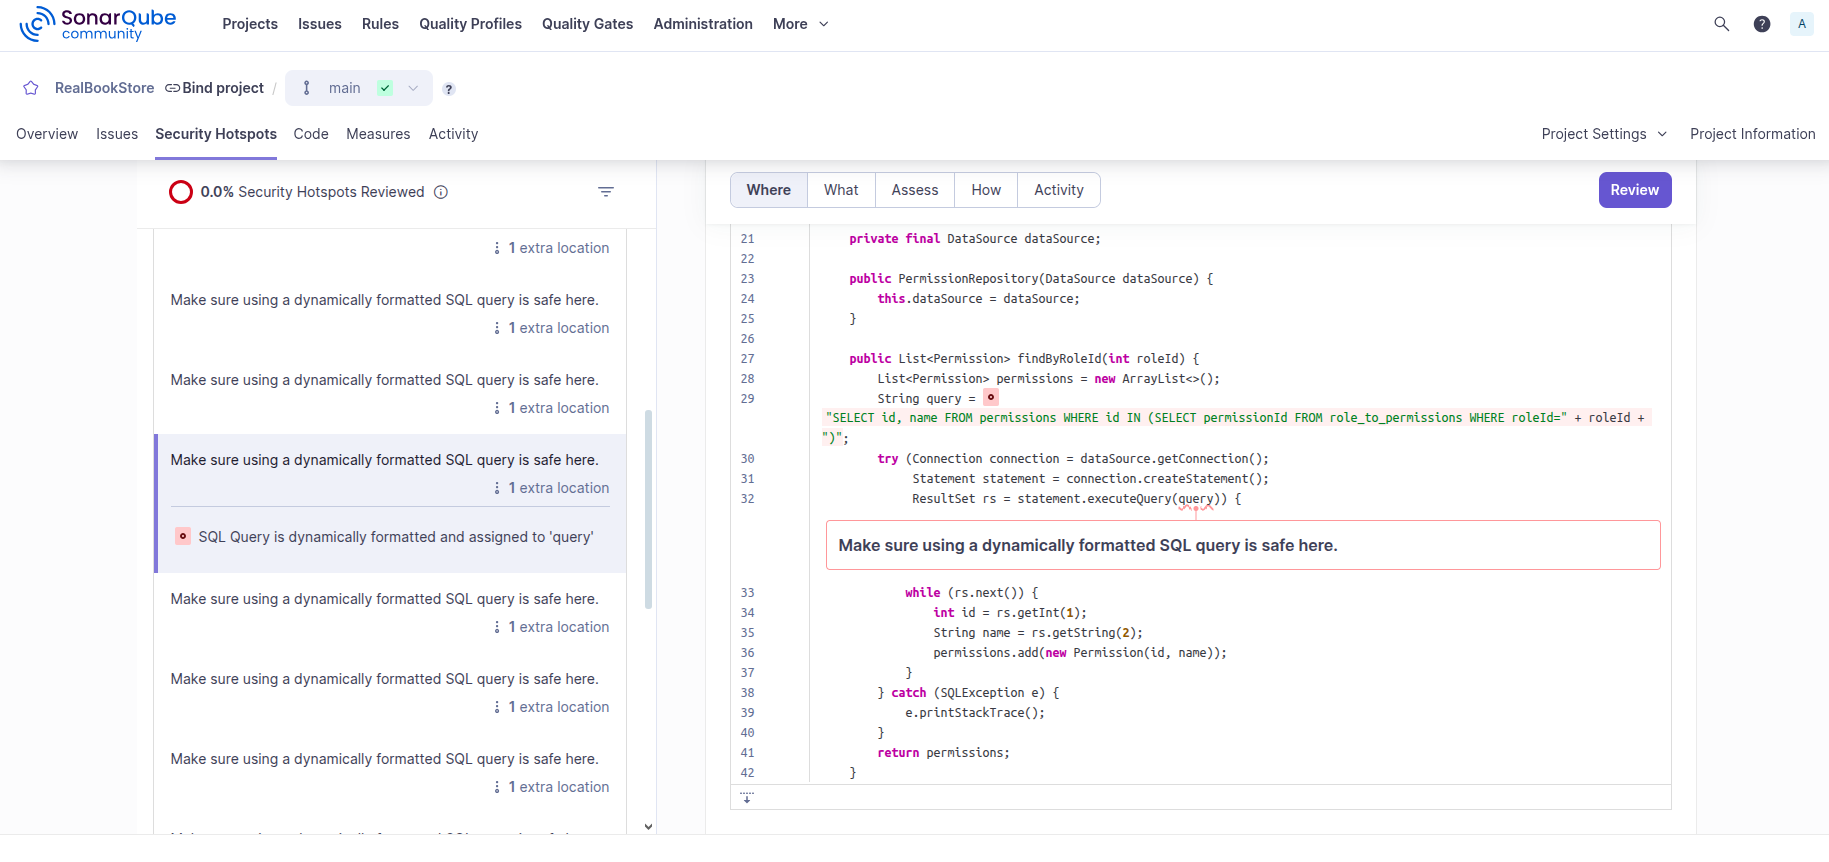 SonarQube
community
Projects
Issues
Rules
Quality Profiles
Quality Gates
Administration
More
?
A
RealBookStore
Bind project
/
main
?
Overview
Issues
Security Hotspots
Code
Measures
Activity
Project Settings
Project Information
0.0% Security Hotspots Reviewed
1 extra location
Make sure using a dynamically formatted SQL query is safe here.
1 extra location
Make sure using a dynamically formatted SQL query is safe here.
1 extra location
Make sure using a dynamically formatted SQL query is safe here.
1 extra location
SQL Query is dynamically formatted and assigned to 'query'
Make sure using a dynamically formatted SQL query is safe here.
1 extra location
Make sure using a dynamically formatted SQL query is safe here.
1 extra location
Make sure using a dynamically formatted SQL query is safe here.
1 extra location
Where
What
Assess
How
Activity
Review
21 private final DataSource dataSource;
22
23 public PermissionRepository(DataSource dataSource) {
24 this.dataSource = dataSource;
25 }
26
27 public List<Permission> findByRoleId(int roleId) {
28 List<Permission> permissions = new ArrayList<>();
29 String query =
"SELECT id, name FROM permissions WHERE id IN (SELECT permissionId FROM role_to_permissions WHERE roleId=" + roleId +
")";
30 try (Connection connection = dataSource.getConnection();
31 Statement statement = connection.createStatement();
32 ResultSet rs = statement.executeQuery(query)) {
Make sure using a dynamically formatted SQL query is safe here.
33 while (rs.next()) {
34 int id = rs.getInt(1);
35 String name = rs.getString(2);
36 permissions.add(new Permission(id, name));
37 }
38 } catch (SQLException e) {
39 e.printStackTrace();
40 }
41 return permissions;
42 }